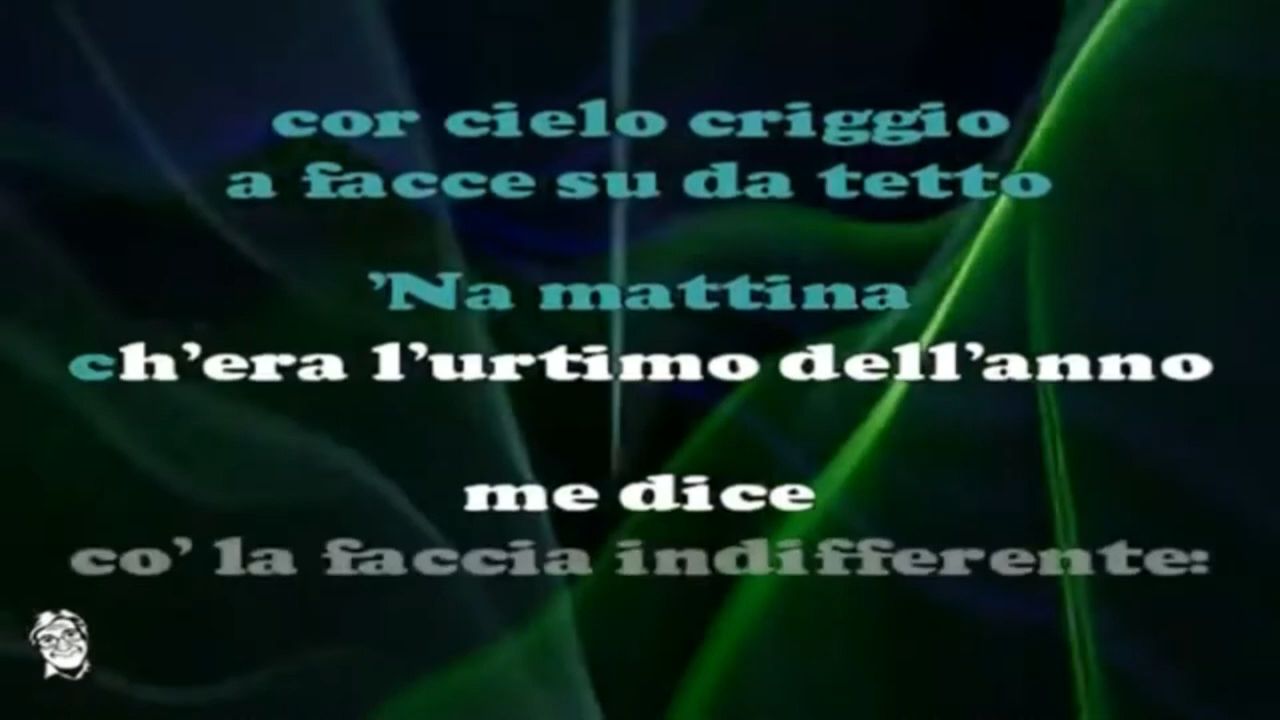 cor cielo criggio
a facce su da tetto
’Na mattina
ch’era l’urtimo dell’anno
me dice
co’ la faccia indifferente: